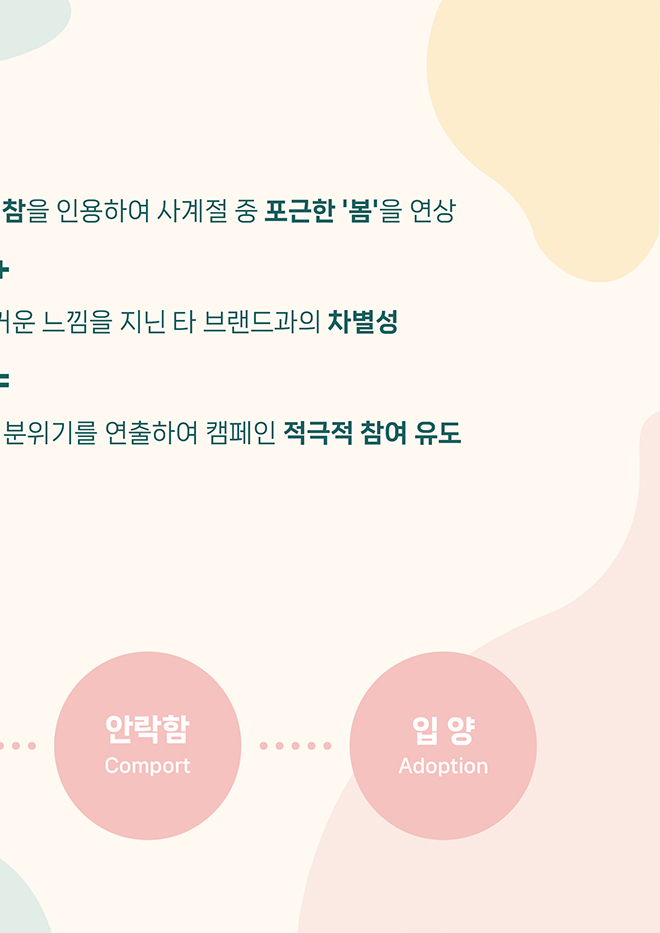 참을 인용하여 사계절 중 포근한 '봄'을 연상
+
거운 느낌을 지닌 타 브랜드과의 차별성
=
분위기를 연출하여 캠페인 적극적 참여 유도
안락함
Comport
입 양
Adoption